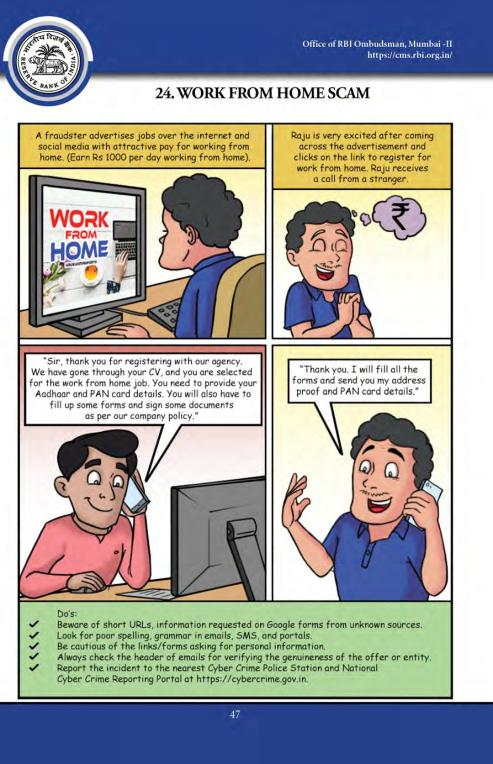 भारतीय रिज़र्व बैंक
RESERVE BANK OF INDIA
Office of RBI Ombudsman, Mumbai -II
https://cms.rbi.org.in/
24. WORK FROM HOME SCAM
A fraudster advertises jobs over the internet and
social media with attractive pay for working from
home. (Earn Rs 1000 per day working from home).
Raju is very excited after coming
across the advertisement and
clicks on the link to register for
work from home. Raju receives
a call from a stranger.
WORK
FROM
HOME
₹
"Sir, thank you for registering with our agency.
We have gone through your CV, and you are selected
for the work from home job. You need to provide your
Aadhaar and PAN card details. You will also have to
fill up some forms and sign some documents
as per our company policy."
"Thank you. I will fill all the
forms and send you my address
proof and PAN card details."
Do's:
✓ Beware of short URLs, information requested on Google forms from unknown sources.
✓ Look for poor spelling, grammar in emails, SMS, and portals.
✓ Be cautious of the links/forms asking for personal information.
✓ Always check the header of emails for verifying the genuineness of the offer or entity.
✓ Report the incident to the nearest Cyber Crime Police Station and National
Cyber Crime Reporting Portal at https://cybercrime.gov.in.
47